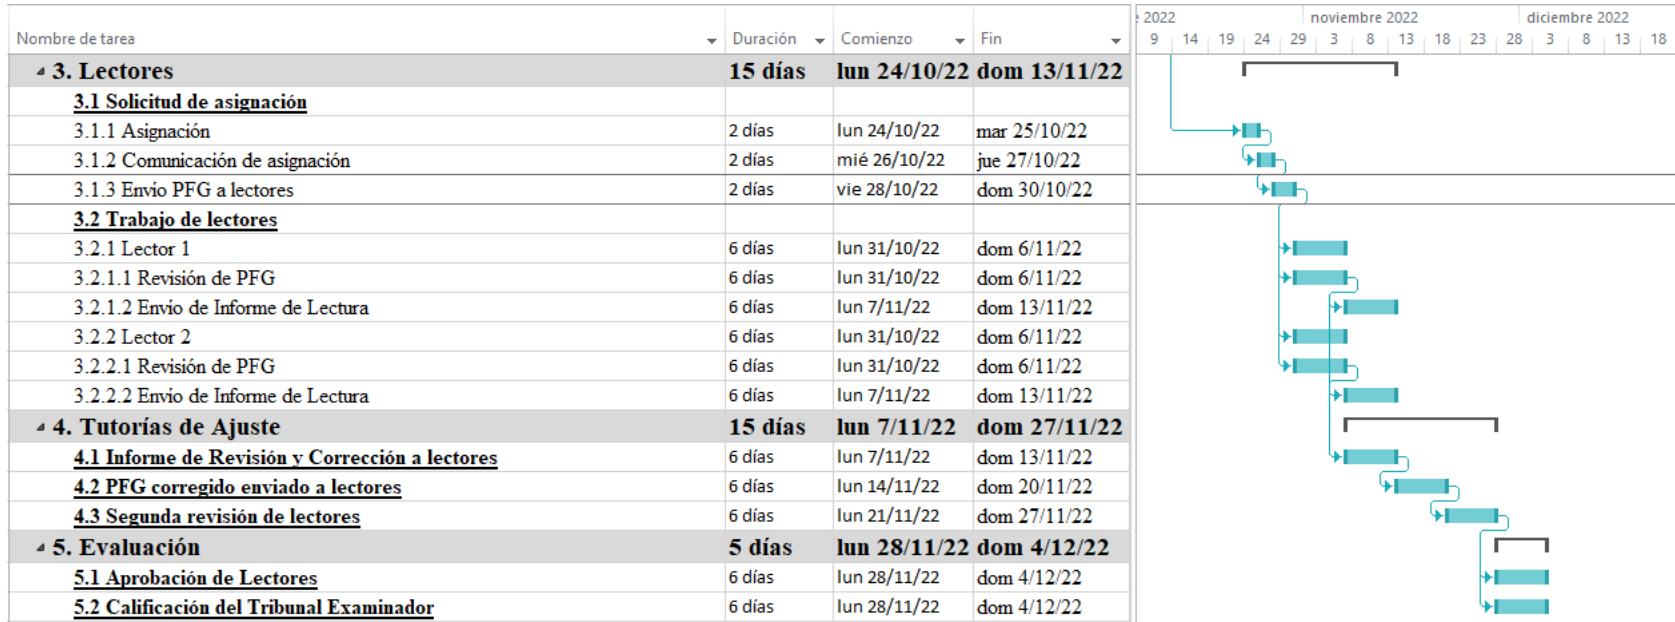 : 2022 noviembre 2022 diciembre 2022
Nombre de tarea Duración Comienzo Fin 9 14 19 24 29 3 8 13 18 23 28 3 8 13 18
3. Lectores 15 días lun 24/10/22 dom 13/11/22
3.1 Solicitud de asignación
3.1.1 Asignación 2 días lun 24/10/22 mar 25/10/22
3.1.2 Comunicación de asignación 2 días mié 26/10/22 jue 27/10/22
3.1.3 Envio PFG a lectores 2 días vie 28/10/22 dom 30/10/22
3.2 Trabajo de lectores
3.2.1 Lector 1 6 días lun 31/10/22 dom 6/11/22
3.2.1.1 Revisión de PFG 6 días lun 31/10/22 dom 6/11/22
3.2.1.2 Envío de Informe de Lectura 6 días lun 7/11/22 dom 13/11/22
3.2.2 Lector 2 6 días lun 31/10/22 dom 6/11/22
3.2.2.1 Revisión de PFG 6 días lun 31/10/22 dom 6/11/22
3.2.2.2 Envio de Informe de Lectura 6 días lun 7/11/22 dom 13/11/22
4. Tutorías de Ajuste 15 días lun 7/11/22 dom 27/11/22
4.1 Informe de Revisión y Corrección a lectores 6 días lun 7/11/22 dom 13/11/22
4.2 PFG corregido enviado a lectores 6 días lun 14/11/22 dom 20/11/22
4.3 Segunda revisión de lectores 6 días lun 21/11/22 dom 27/11/22
5. Evaluación 5 días lun 28/11/22 dom 4/12/22
5.1 Aprobación de Lectores 6 días lun 28/11/22 dom 4/12/22
5.2 Calificación del Tribunal Examinador 6 días lun 28/11/22 dom 4/12/22